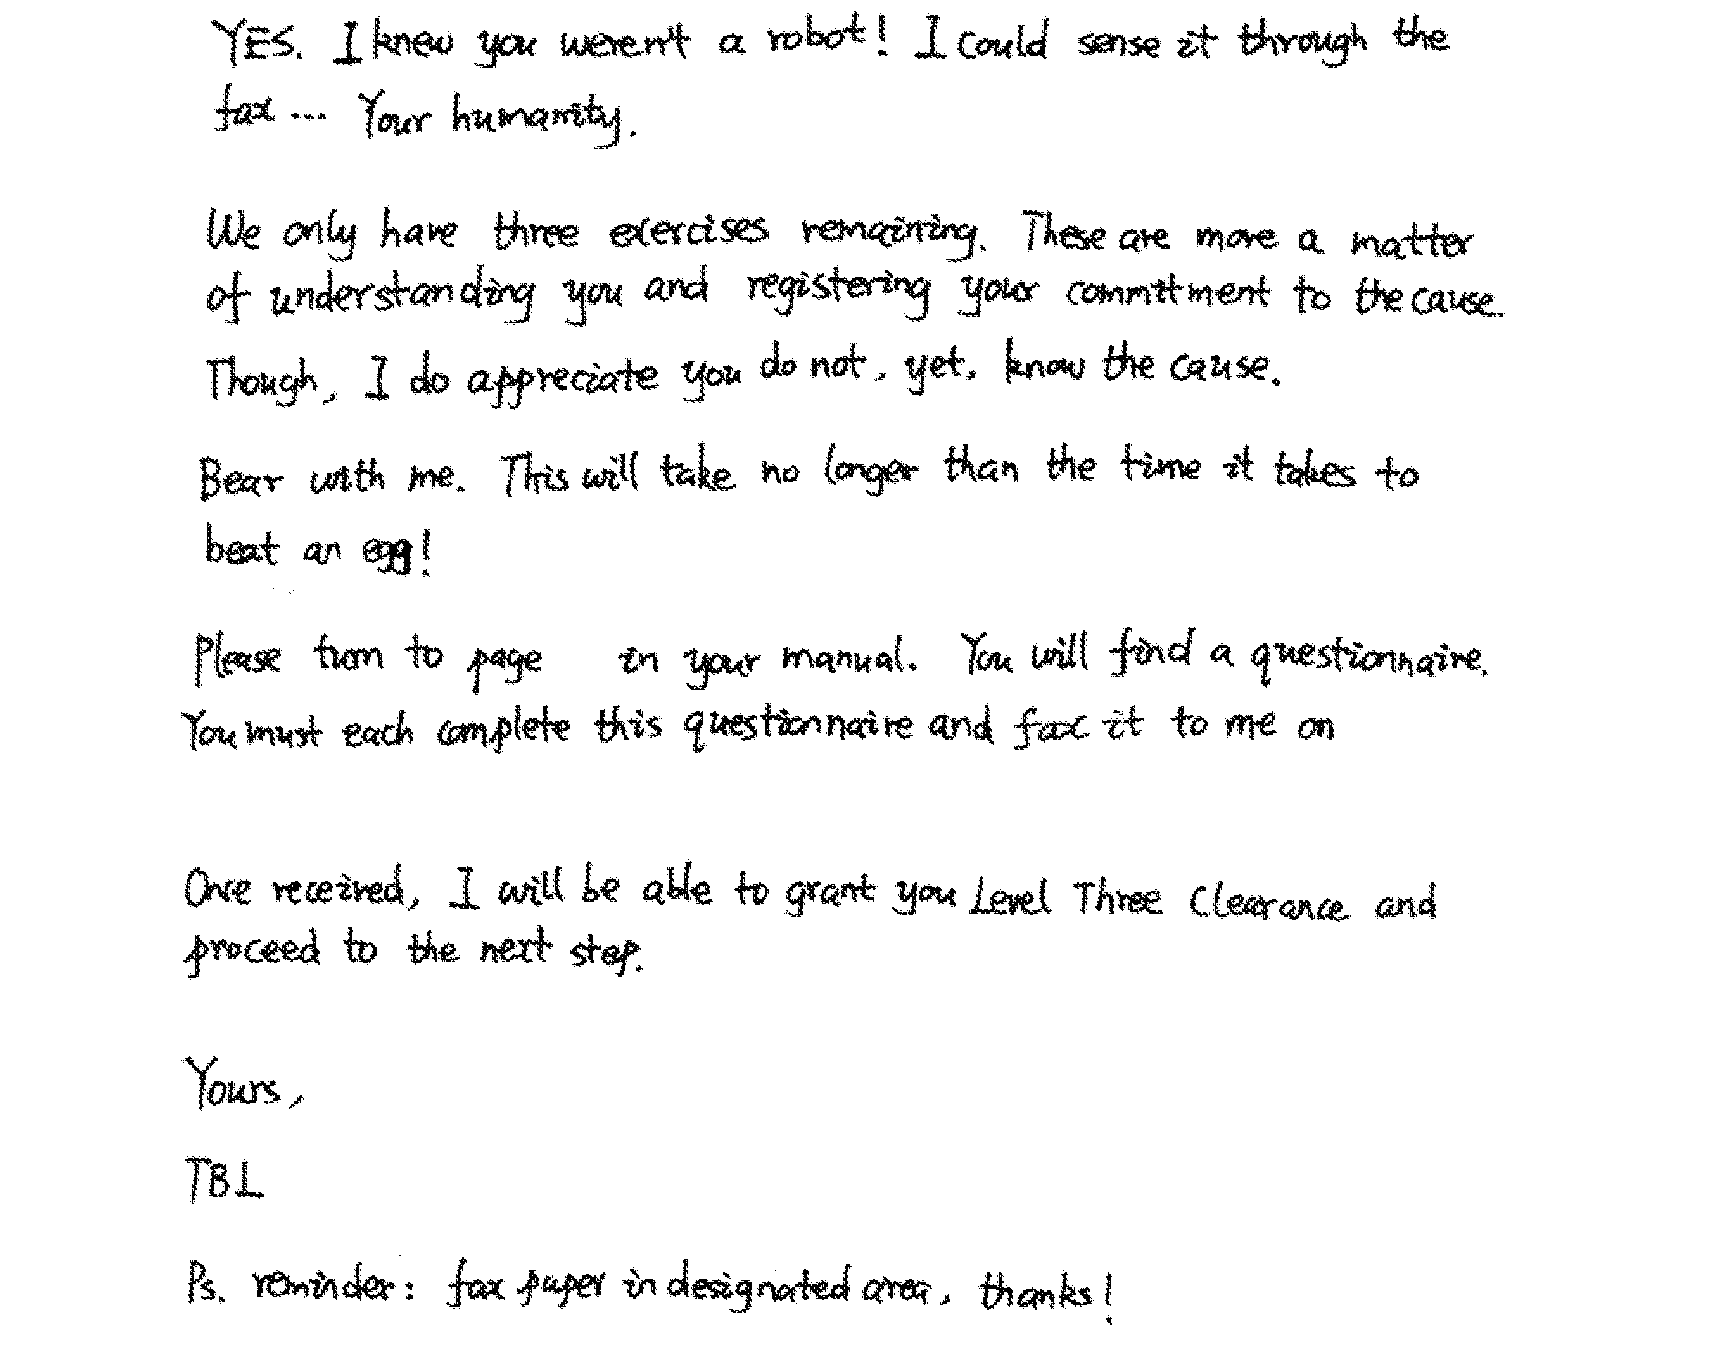 YES. I knew you weren't a robot! I could sense it through the
fax... Your humanity.
We only have three exercises remaining. These are more a matter
of understanding you and registering your commitment to the cause.
Though, I do appreciate you do not, yet, know the cause.
Bear with me. This will take no longer than the time it takes to
beat an egg!
Please turn to page in your manual. You will find a questionnaire.
You must each complete this questionnaire and fax it to me on
Once received, I will be able to grant you Level Three Clearance and
proceed to the next step.
Yours,
TBL
Ps. reminder: fax paper in designated area, thanks!